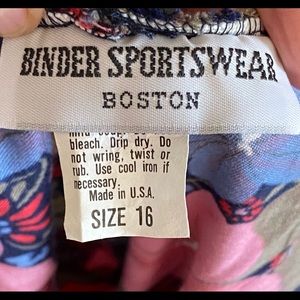 BINDER SPORTSWEAR
BOSTON
bleach. Drip dry. Do
not wring, twist or
rub. Use cool iron if
necessary.
Made in U.S.A.
SIZE 16